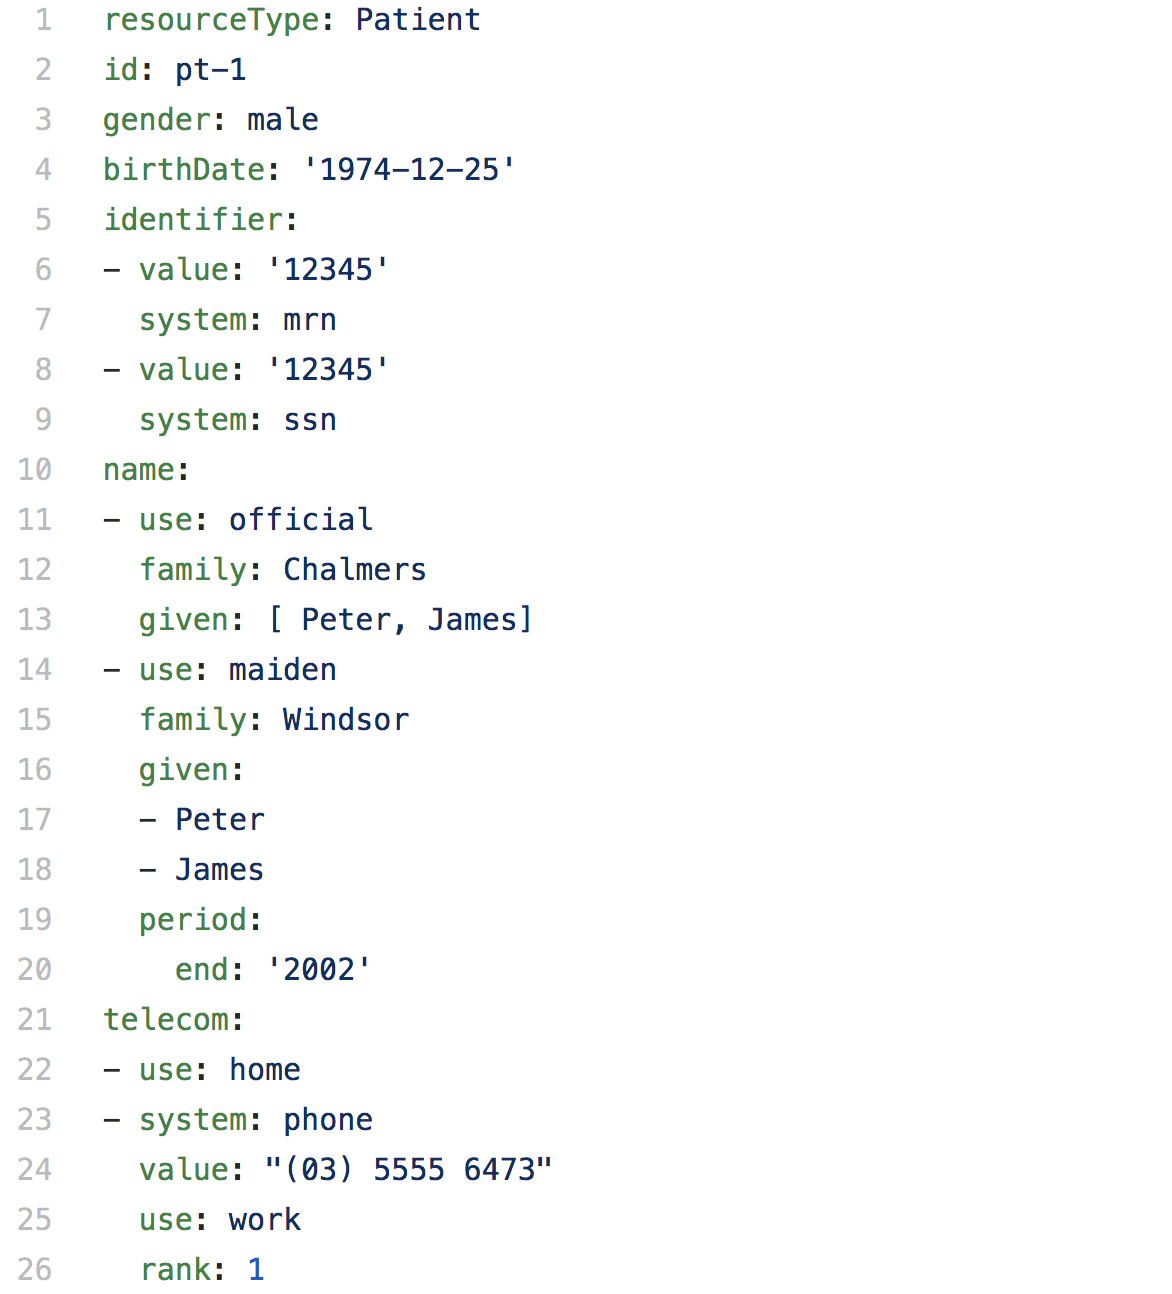 1 resourceType: Patient
2 id: pt-1
3 gender: male
4 birthDate: '1974-12-25'
5 identifier:
6 - value: '12345'
7   system: mrn
8 - value: '12345'
9   system: ssn
10 name:
11 - use: official
12   family: Chalmers
13   given: [ Peter, James]
14 - use: maiden
15   family: Windsor
16   given:
17   - Peter
18   - James
19   period:
20     end: '2002'
21 telecom:
22 - use: home
23 - system: phone
24   value: "(03) 5555 6473"
25   use: work
26   rank: 1